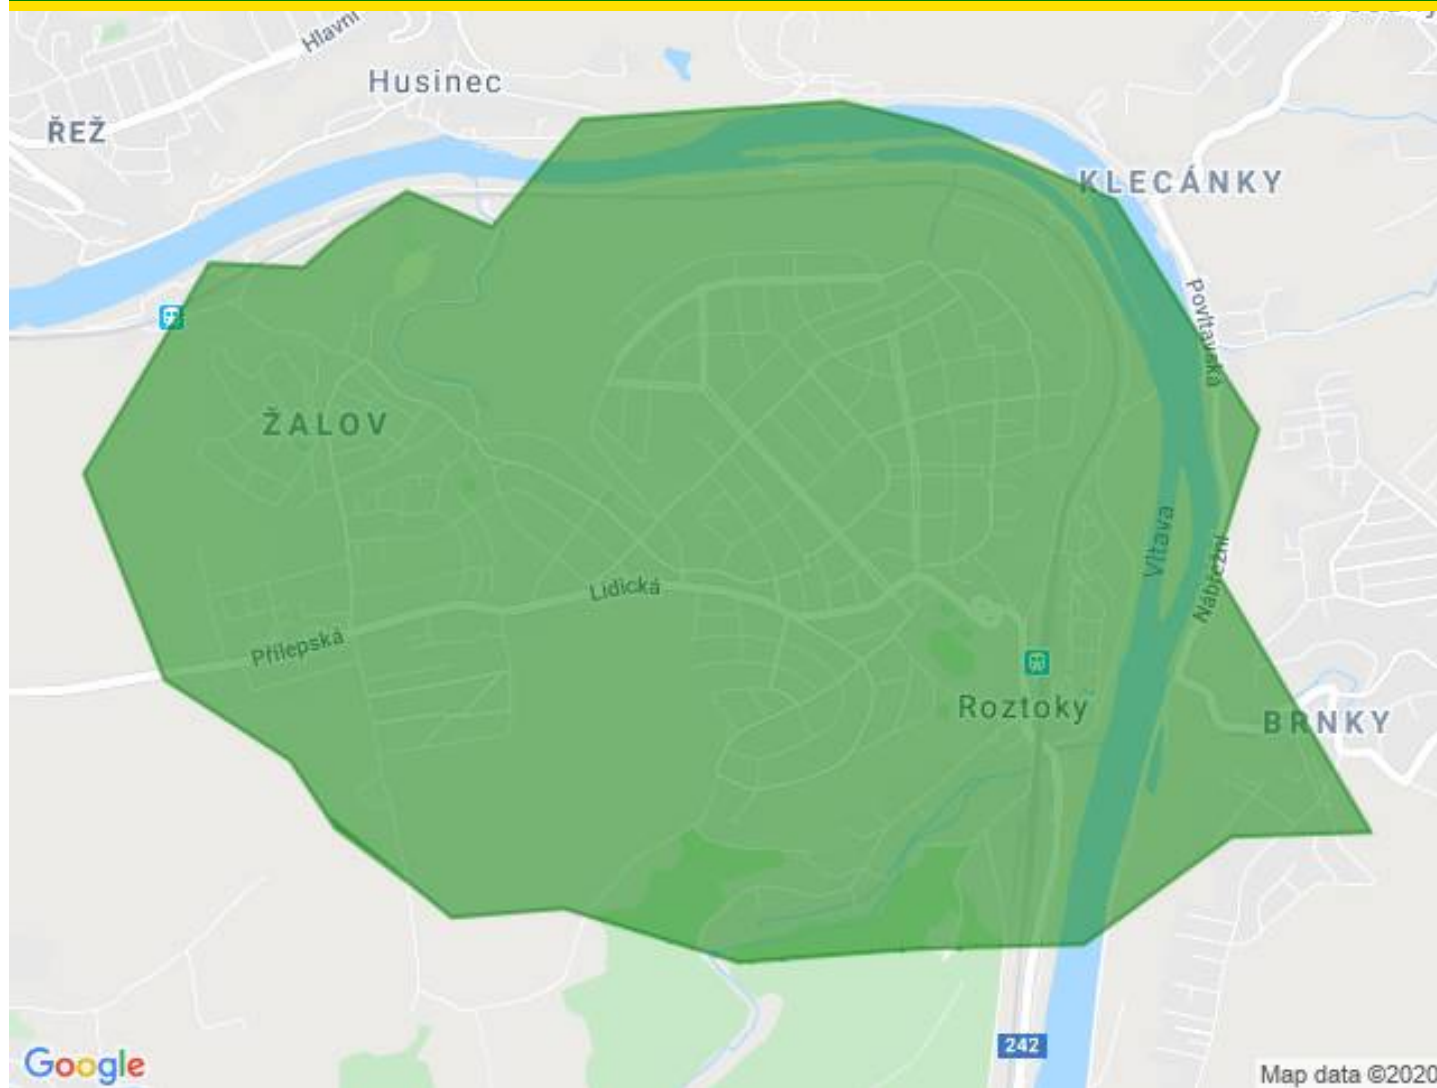 Hlavní
Husinec
ŘEŽ
KLECÁNKY
Povltavská
ŽALOV
Vltava
Nábřežní
Lidická
Přílepská
Roztoky
BRNKY
242
Google
Map data ©2020